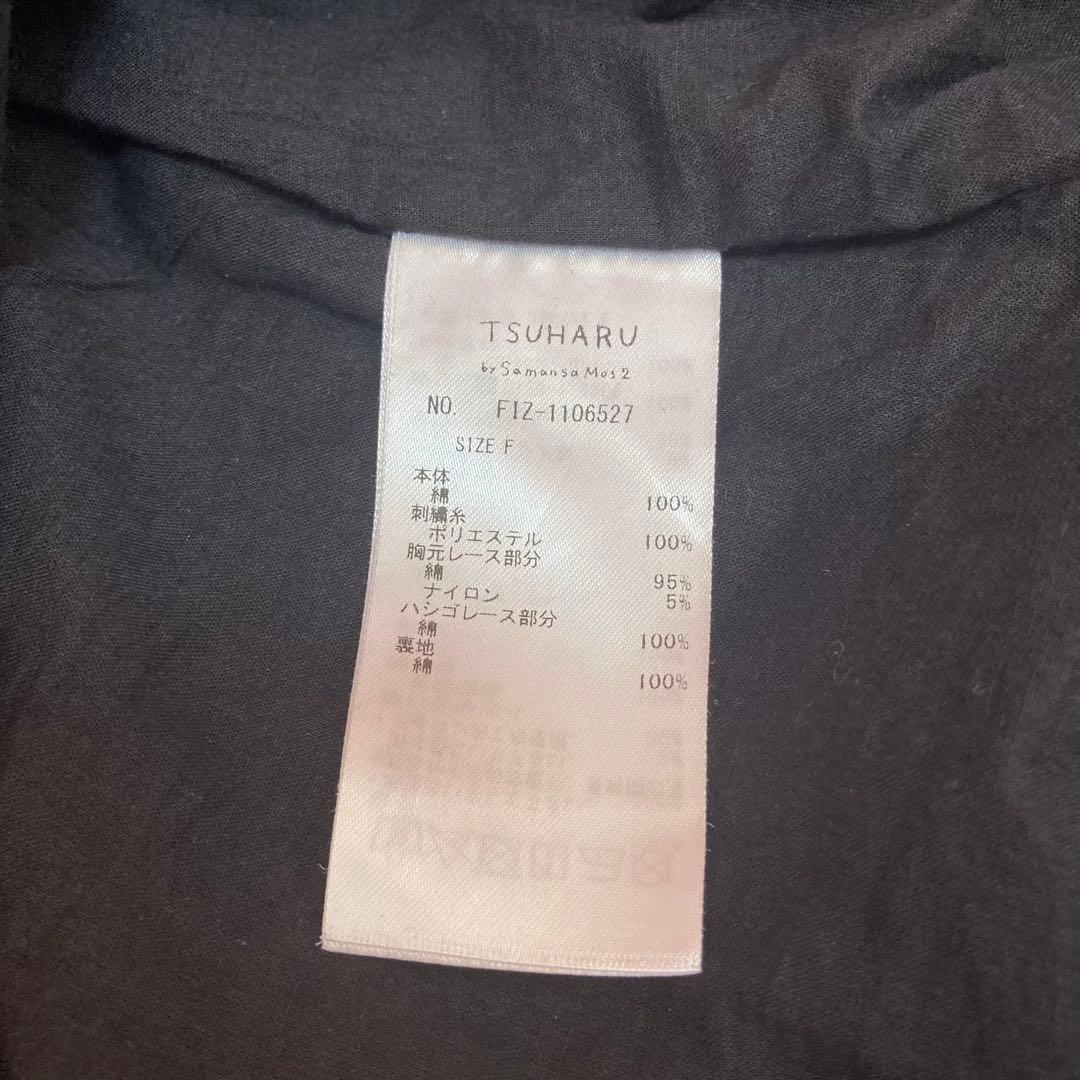 TSUHARU
by Samansa Mos2
NO. FIZ-1106527
SIZE F
本体
綿 100%
刺繍糸
ポリエステル 100%
胸元レース部分
綿 95%
ナイロン 5%
ハシゴレース部分
綿 100%
裏地
綿 100%